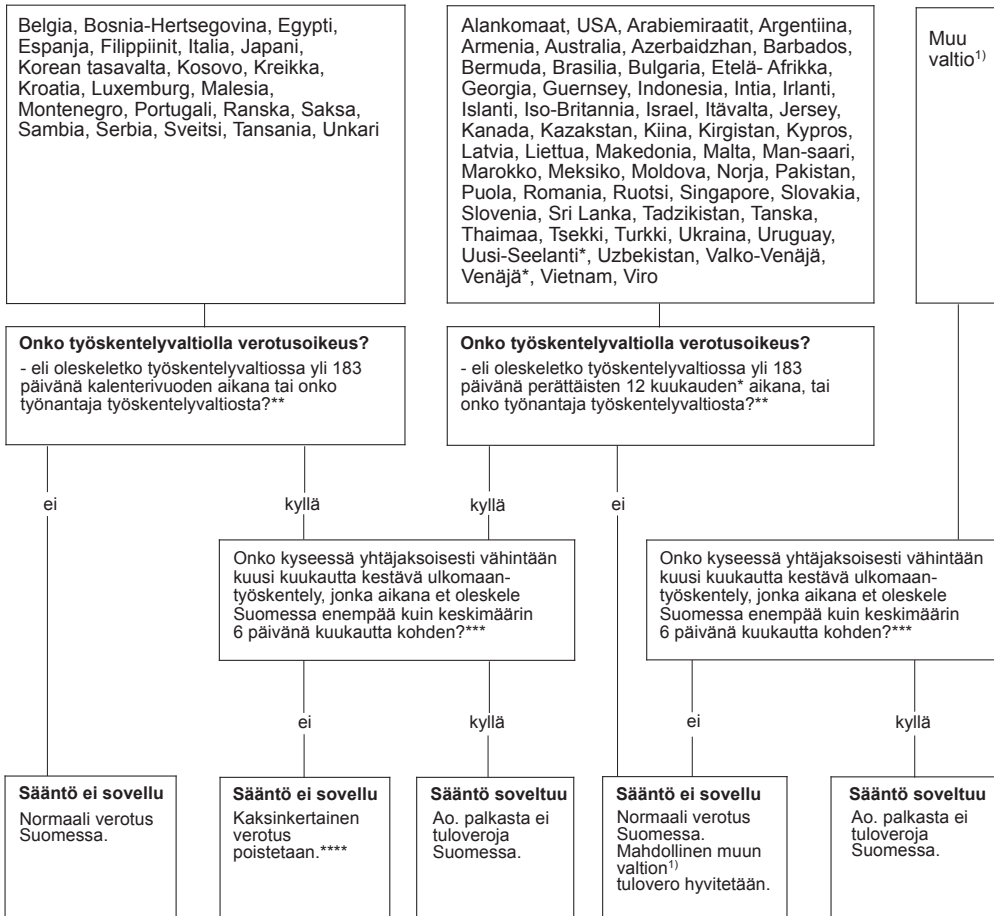 Belgia, Bosnia-Hertsegovina, Egypti,
Espanja, Filippiinit, Italia, Japani,
Korean tasavalta, Kosovo, Kreikka,
Kroatia, Luxemburg, Malesia,
Montenegro, Portugali, Ranska, Saksa,
Sambia, Serbia, Sveitsi, Tansania, Unkari
Alankomaat, USA, Arabiemiraatit, Argentiina,
Armenia, Australia, Azerbaidzhan, Barbados,
Bermuda, Brasilia, Bulgaria, Etelä- Afrikka,
Georgia, Guernsey, Indonesia, Intia, Irlanti,
Islanti, Iso-Britannia, Israel, Itävalta, Jersey,
Kanada, Kazakstan, Kiina, Kirgistan, Kypros,
Latvia, Liettua, Makedonia, Malta, Man-saari,
Marokko, Meksiko, Moldova, Norja, Pakistan,
Puola, Romania, Ruotsi, Singapore, Slovakia,
Slovenia, Sri Lanka, Tadzikistan, Tanska,
Thaimaa, Tsekki, Turkki, Ukraina, Uruguay,
Uusi-Seelanti*, Uzbekistan, Valko-Venäjä,
Venäjä*, Vietnam, Viro
Muu
valtio1)
Onko työskentelyvaltiolla verotusoikeus?
- eli oleskeletko työskentelyvaltiossa yli 183
päivänä kalenterivuoden aikana tai onko
työnantaja työskentelyvaltiosta?**
Onko työskentelyvaltiolla verotusoikeus?
- eli oleskeletko työskentelyvaltiossa yli 183
päivänä perättäisten 12 kuukauden* aikana, tai
onko työnantaja työskentelyvaltiosta?**
ei
kyllä
kyllä
ei
Onko kyseessä yhtäjaksoisesti vähintään
kuusi kuukautta kestävä ulkomaan-
työskentely, jonka aikana et oleskele
Suomessa enempää kuin keskimäärin
6 päivänä kuukautta kohden?***
Onko kyseessä yhtäjaksoisesti vähintään
kuusi kuukautta kestävä ulkomaan-
työskentely, jonka aikana et oleskele
Suomessa enempää kuin keskimäärin
6 päivänä kuukautta kohden?***
ei
kyllä
ei
kyllä
Sääntö ei sovellu
Normaali verotus
Suomessa.
Sääntö ei sovellu
Kaksinkertainen
verotus
poistetaan.****
Sääntö soveltuu
Ao. palkasta ei
tuloveroja
Suomessa.
Sääntö ei sovellu
Normaali verotus
Suomessa.
Mahdollinen muun
valtion1)
tulovero hyvitetään.
Sääntö soveltuu
Ao. palkasta ei
tuloveroja
Suomessa.